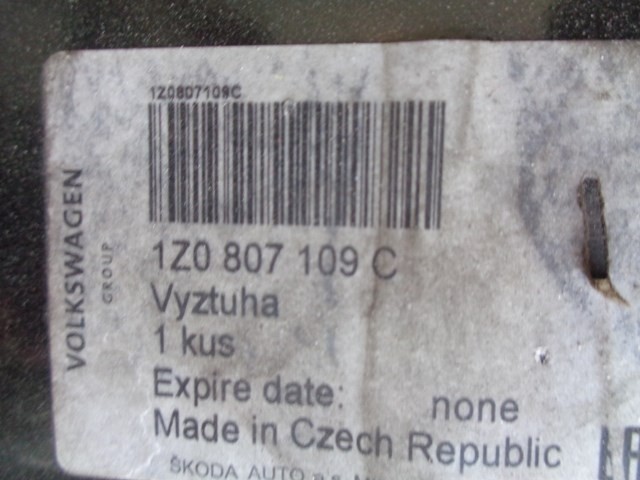 1Z0807109C
VOLKSWAGEN
GROUP
1Z0 807 109 C
Vyztuha
1 kus
Expire date: none
Made in Czech Republic
ŠKODA AUTO a.s.